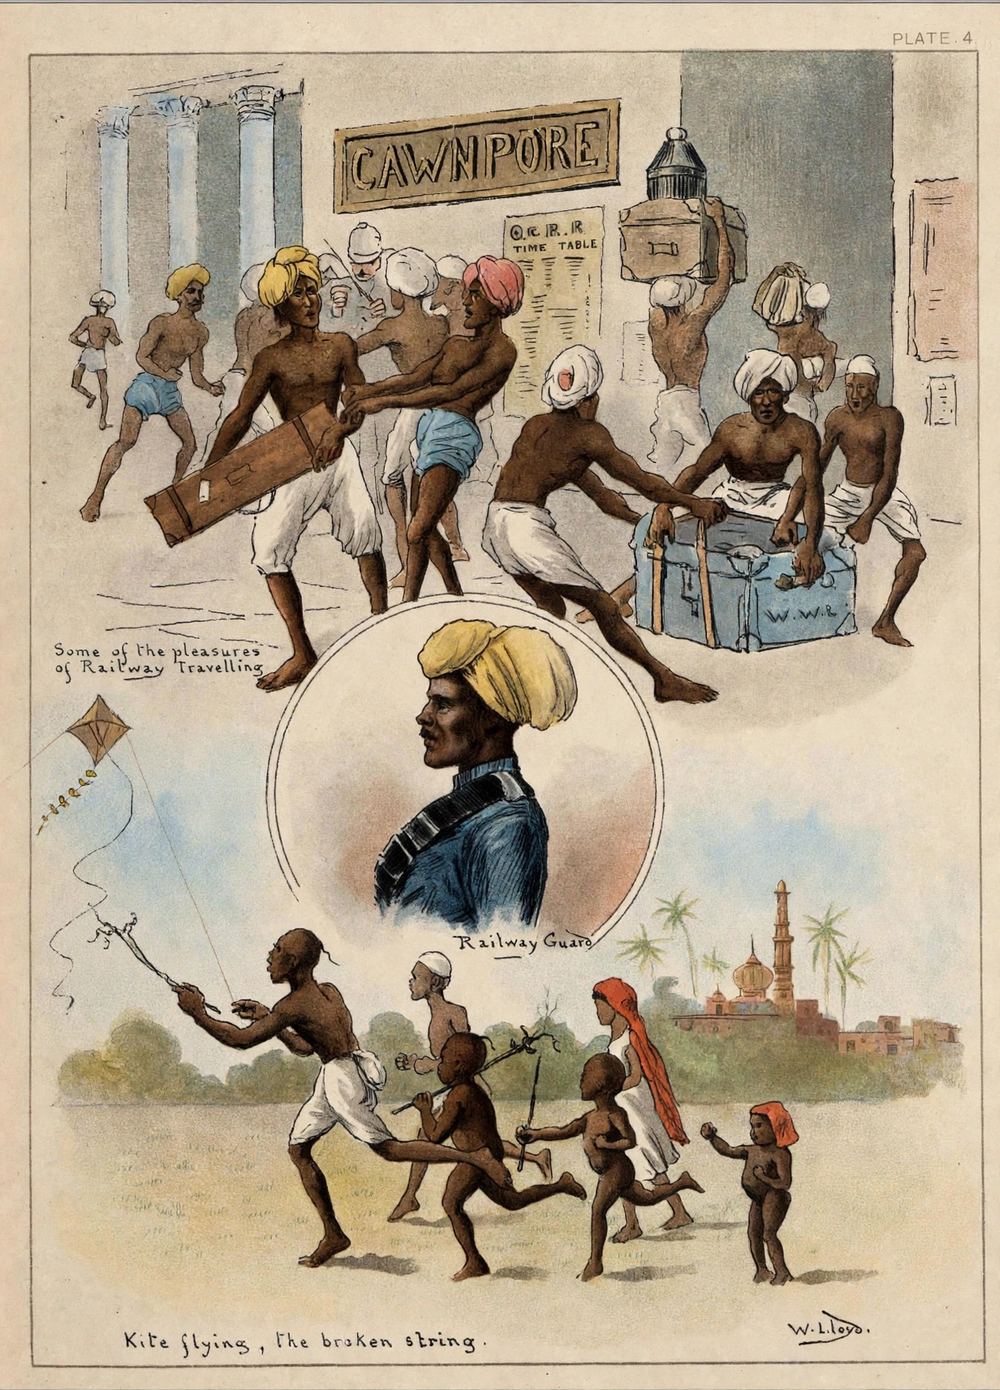 PLATE. 4
CAWNPORE
O. & R. R
TIME TABLE
W. W. L
Some of the pleasures
of Railway Travelling
Railway Guard
Kite flying, the broken string.
W. Lloyd.